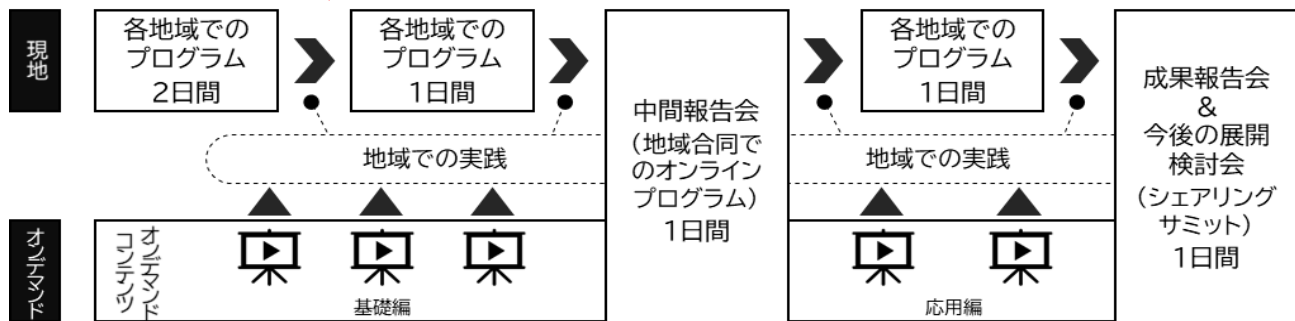 現地
各地域での
プログラム
2日間
各地域での
プログラム
1日間
中間報告会
（地域合同で
のオンライン
プログラム）
1日間
各地域での
プログラム
1日間
成果報告会
&
今後の展開
検討会
（シェアリング
サミット）
1日間
地域での実践
地域での実践
オンデマンド
オンデマンド
コンテンツ
基礎編
応用編